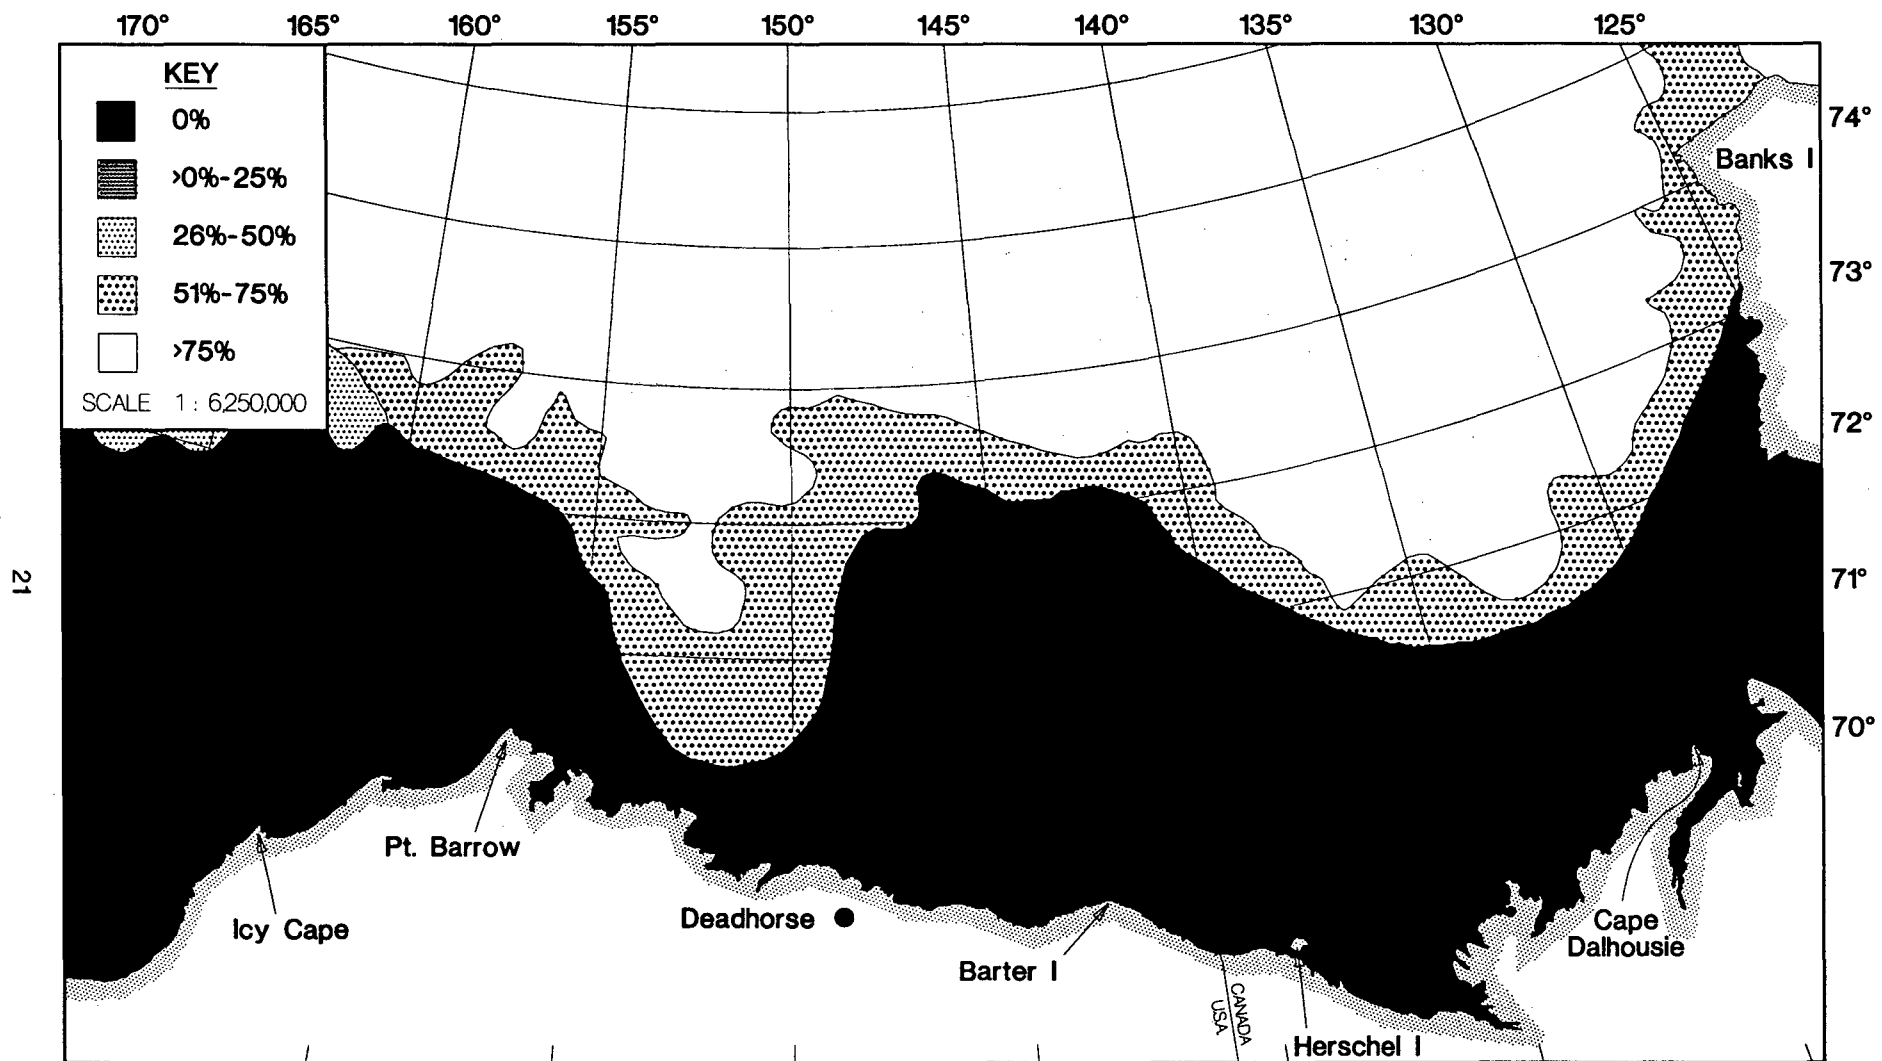 170° 165° 160° 155° 150° 145° 140° 135° 130° 125°
KEY
0%
>0%-25%
26%-50%
51%-75%
>75%
SCALE 1 : 6,250,000
74°
Banks I
73°
72°
71°
70°
21
Pt. Barrow
Icy Cape
Deadhorse
Barter I
CANADA
USA
Herschel I
Cape
Dalhousie